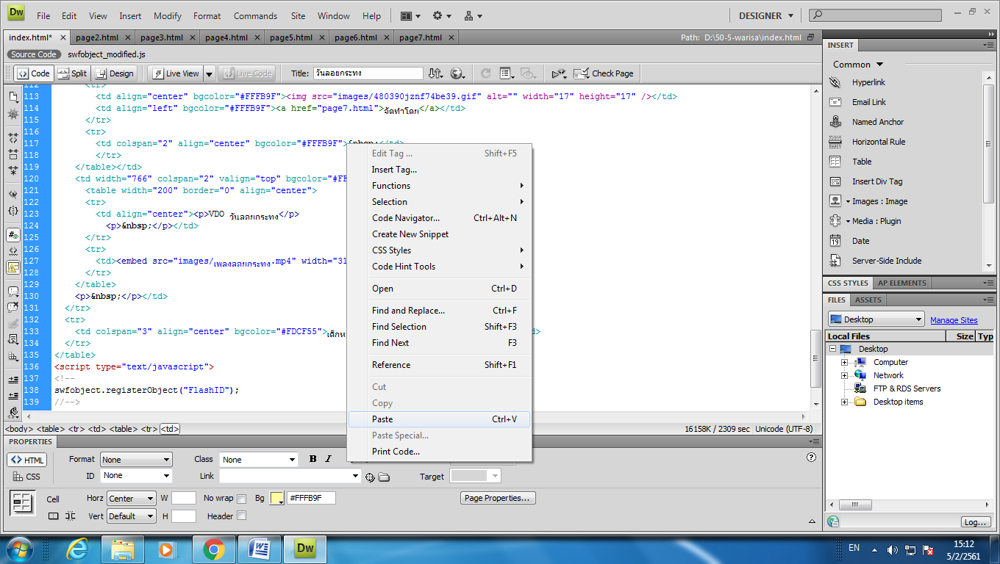 Dw File Edit View Insert Modify Format Commands Site Window Help DESIGNER
index.html* page2.html page3.html page4.html page5.html page6.html page7.html Path: D:\50-5-warisa\index.html
Source Code swfobject_modified.js
Code Split Design Live View Live Code Title: วันลอยกระทง Check Page
112 <tr>
113 <td align="center" bgcolor="#FFFB9F"><img src="images/480390jznf74be39.gif" alt="" width="17" height="17" /></td>
114 <td align="left" bgcolor="#FFFB9F"><a href="page7.html">จัดทำโดย</a></td>
115 </tr>
116 <tr>
117 <td colspan="2" align="center" bgcolor="#FFFB9F">&nbsp;</td>
118 </tr>
119 </table></td>
120 <td width="766" colspan="2" valign="top" bgcolor="#FF
121 <table width="200" border="0" align="center">
122 <tr>
123 <td align="center"><p>VDO วันลอยกระทง</p>
124 <p>&nbsp;</p></td>
125 </tr>
126 <tr>
127 <td><embed src="images/เพลงลอยกระทง.mp4" width="31
128 </tr>
129 </table>
130 <p>&nbsp;</p></td>
131 </tr>
132 <tr>
133 <td colspan="3" align="center" bgcolor="#FDCF55"> d>
134 </tr>
135 </table>
136 <script type="text/javascript">
137 <!--
138 swfobject.registerObject("FlashID");
139 //-->
Edit Tag ... Shift+F5
Insert Tag...
Functions
Selection
Code Navigator... Ctrl+Alt+N
Create New Snippet
CSS Styles
Code Hint Tools
Open Ctrl+D
Find and Replace... Ctrl+F
Find Selection Shift+F3
Find Next F3
Reference Shift+F1
Cut
Copy
Paste Ctrl+V
Paste Special...
Print Code...
<body> <table> <tr> <td> <table> <tr> <td> 16158K / 2309 sec Unicode (UTF-8)
PROPERTIES
HTML Format None Class None B I
CSS ID None Link Target
Cell Horz Center W No wrap Bg #FFFB9F Page Properties...
Vert Default H Header
INSERT
Common
Hyperlink
Email Link
Named Anchor
Horizontal Rule
Table
Insert Div Tag
Images : Image
Media : Plugin
Date
Server-Side Include
CSS STYLES AP ELEMENTS
FILES ASSETS
Desktop Manage Sites
Local Files Size Typ
Desktop
Computer
Network
FTP & RDS Servers
Desktop items
Log...
Dw EN 15:12
5/2/2561